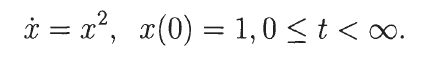 ẋ = x², x(0) = 1, 0 ≤ t < ∞.